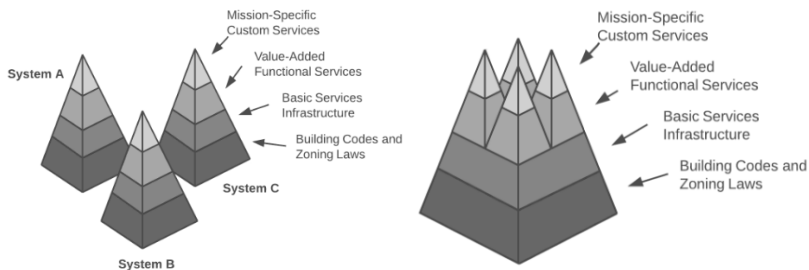 Mission-Specific
Custom Services
System A
Value-Added
Functional Services
Basic Services
Infrastructure
Building Codes and
Zoning Laws
System C
System B
Mission-Specific
Custom Services
Value-Added
Functional Services
Basic Services
Infrastructure
Building Codes and
Zoning Laws